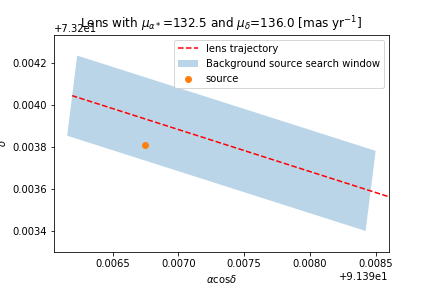 Lens with μα* =132.5 and μδ=136.0 [mas yr⁻¹]
+7.32e1
lens trajectory
Background source search window
source
0.0042
0.0040
0.0038
0.0036
0.0034
δ
0.0065 0.0070 0.0075 0.0080 0.0085
+9.139e1
αcosδ